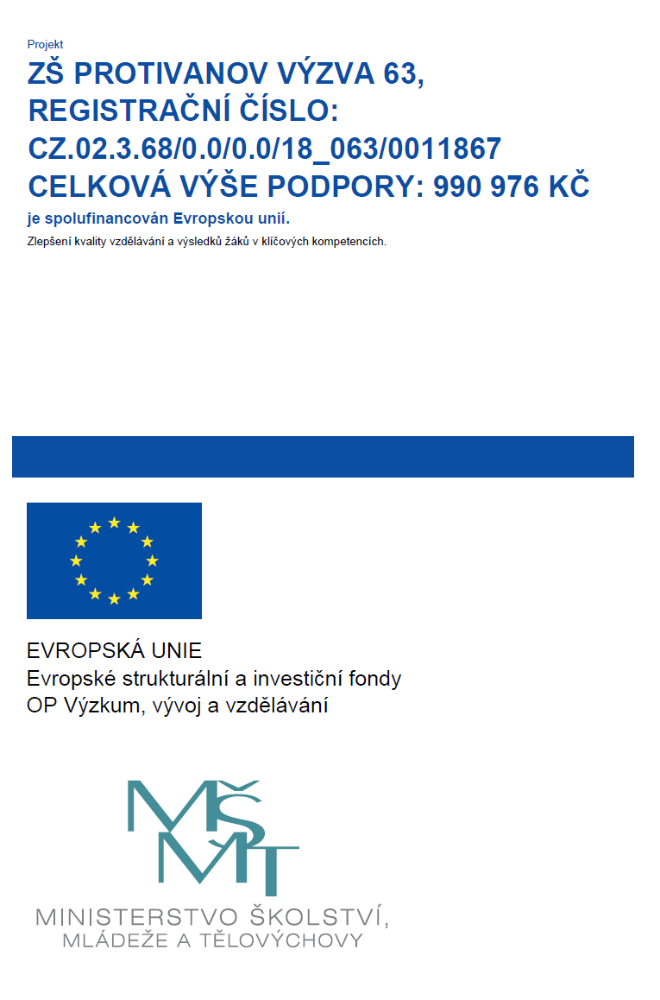 Projekt
ZŠ PROTIVANOV VÝZVA 63,
REGISTRAČNÍ ČÍSLO:
CZ.02.3.68/0.0/0.0/18_063/0011867
CELKOVÁ VÝŠE PODPORY: 990 976 KČ
je spolufinancován Evropskou unií.
Zlepšení kvality vzdělávání a výsledků žáků v klíčových kompetencích.
EVROPSKÁ UNIE
Evropské strukturální a investiční fondy
OP Výzkum, vývoj a vzdělávání
MŠ
MT
MINISTERSTVO ŠKOLSTVÍ,
MLÁDEŽE A TĚLOVÝCHOVY